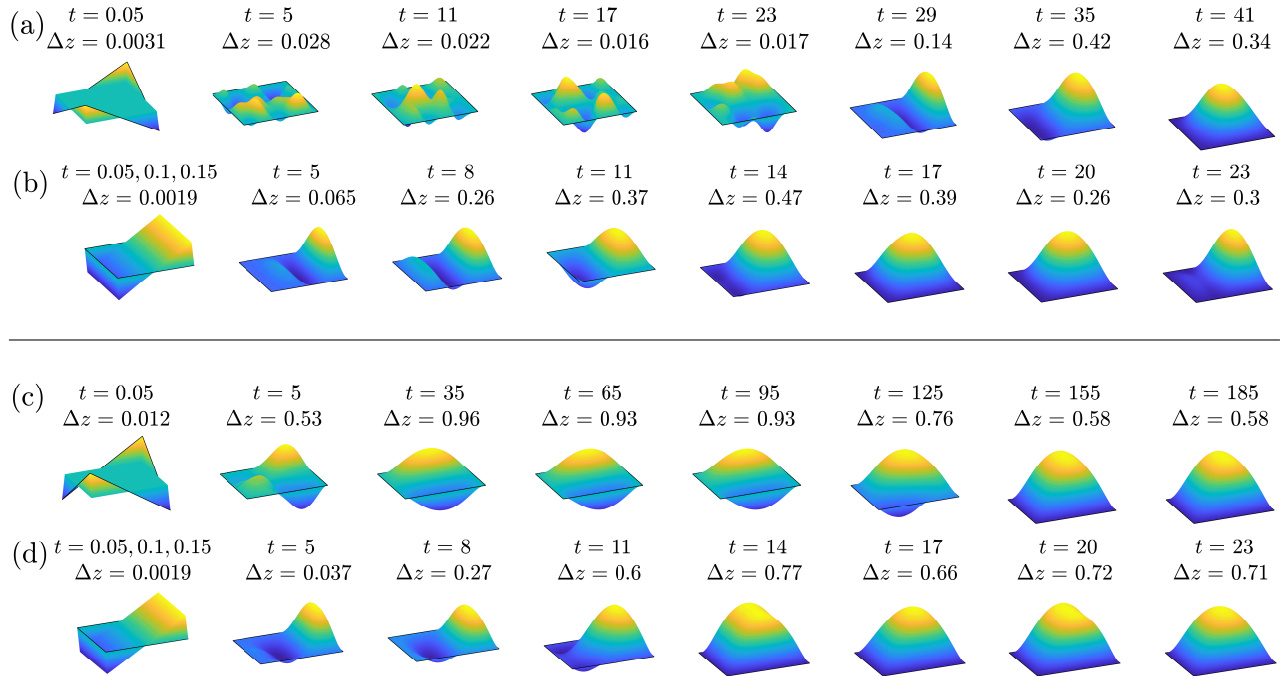 (a)
t = 0.05 t = 5 t = 11 t = 17 t = 23 t = 29 t = 35 t = 41
Δz = 0.0031 Δz = 0.028 Δz = 0.022 Δz = 0.016 Δz = 0.017 Δz = 0.14 Δz = 0.42 Δz = 0.34
(b)
t = 0.05, 0.1, 0.15 t = 5 t = 8 t = 11 t = 14 t = 17 t = 20 t = 23
Δz = 0.0019 Δz = 0.065 Δz = 0.26 Δz = 0.37 Δz = 0.47 Δz = 0.39 Δz = 0.26 Δz = 0.3
(c)
t = 0.05 t = 5 t = 35 t = 65 t = 95 t = 125 t = 155 t = 185
Δz = 0.012 Δz = 0.53 Δz = 0.96 Δz = 0.93 Δz = 0.93 Δz = 0.76 Δz = 0.58 Δz = 0.58
(d)
t = 0.05, 0.1, 0.15 t = 5 t = 8 t = 11 t = 14 t = 17 t = 20 t = 23
Δz = 0.0019 Δz = 0.037 Δz = 0.27 Δz = 0.6 Δz = 0.77 Δz = 0.66 Δz = 0.72 Δz = 0.71